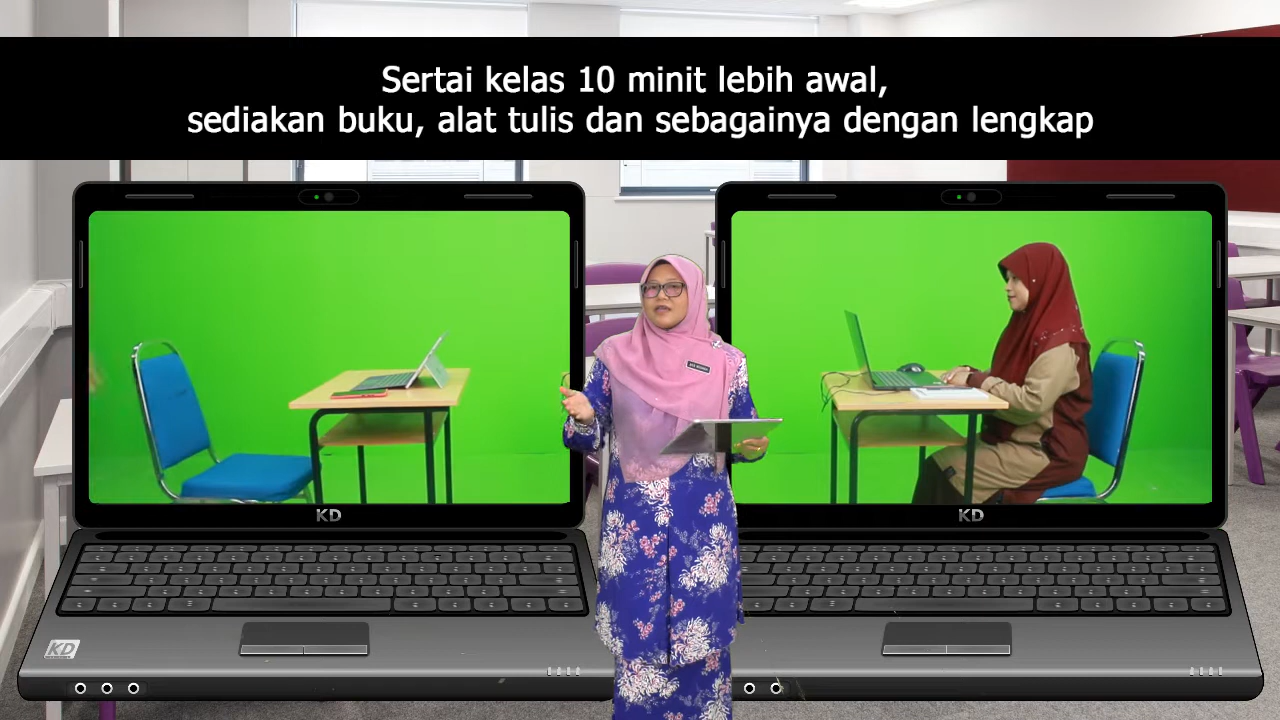 Sertai kelas 10 minit lebih awal,
sediakan buku, alat tulis dan sebagainya dengan lengkap
KD
KD
KD